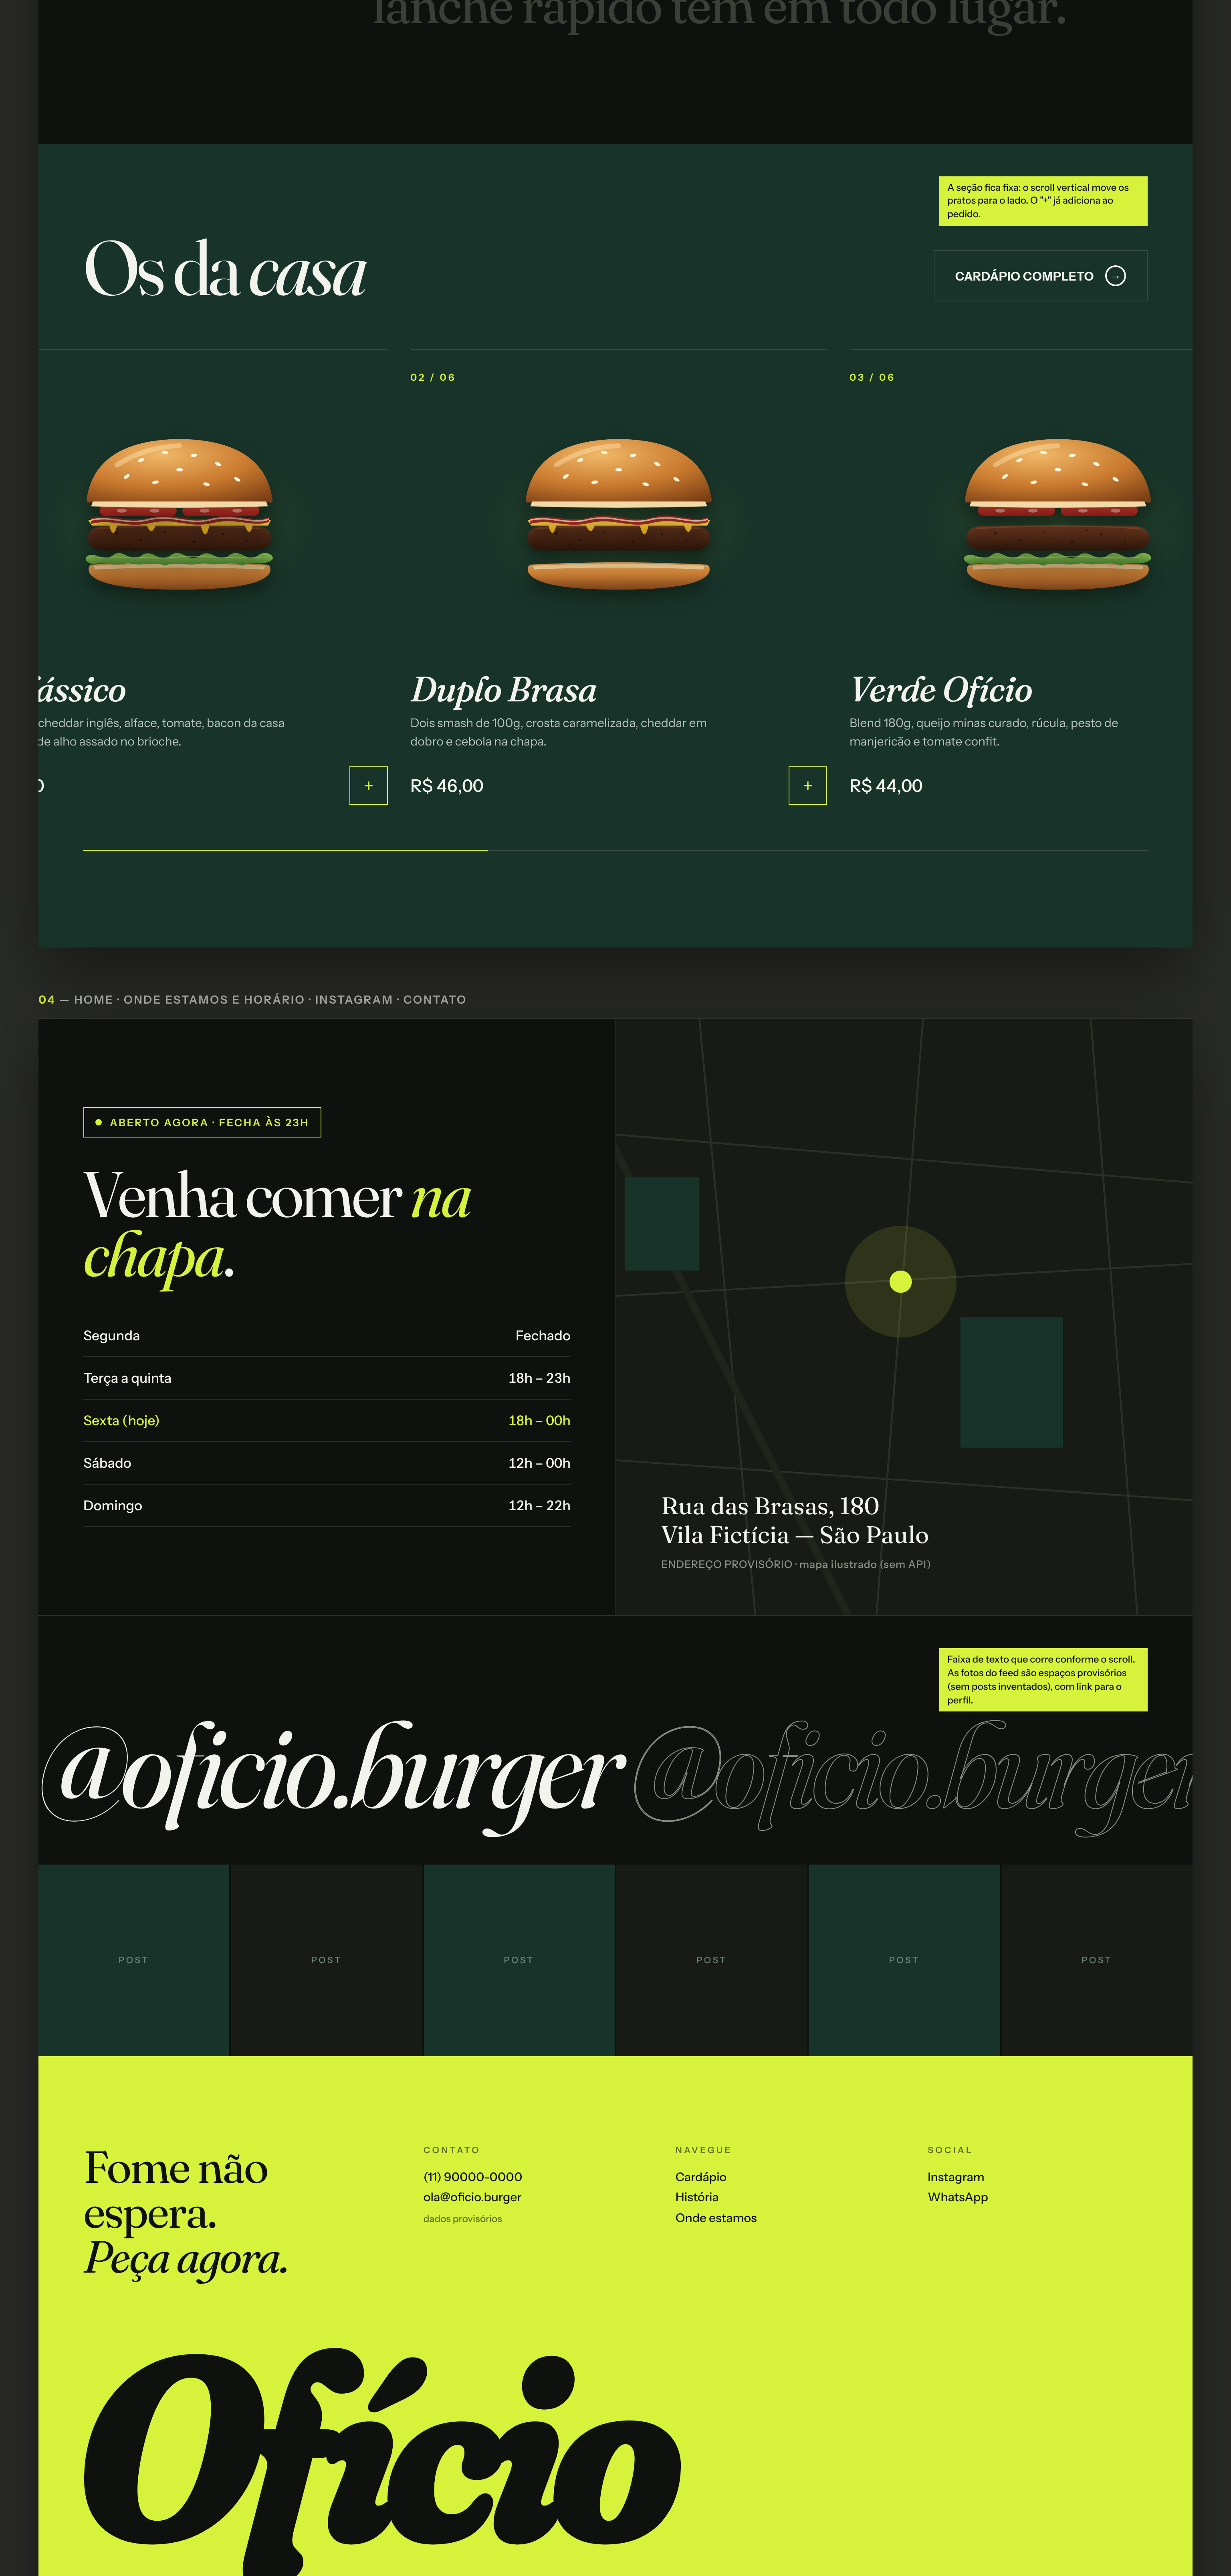 lanche rápido tem em todo lugar.
A seção fica fixa: o scroll vertical move os
pratos para o lado. O "+" já adiciona ao
pedido.
Os da casa
CARDÁPIO COMPLETO →
02 / 06
03 / 06
ássico
cheddar inglês, alface, tomate, bacon da casa
de alho assado no brioche.
0
+
Duplo Brasa
Dois smash de 100g, crosta caramelizada, cheddar em
dobro e cebola na chapa.
R$ 46,00
+
Verde Ofício
Blend 180g, queijo minas curado, rúcula, pesto de
manjericão e tomate confit.
R$ 44,00
04 — HOME · ONDE ESTAMOS E HORÁRIO · INSTAGRAM · CONTATO
ABERTO AGORA · FECHA ÀS 23H
Venha comer na
chapa.
Segunda Fechado
Terça a quinta 18h – 23h
Sexta (hoje) 18h – 00h
Sábado 12h – 00h
Domingo 12h – 22h
Rua das Brasas, 180
Vila Fictícia — São Paulo
ENDEREÇO PROVISÓRIO · mapa ilustrado (sem API)
Faixa de texto que corre conforme o scroll.
As fotos do feed são espaços provisórios
(sem posts inventados), com link para o
perfil.
@oficio.burger @oficio.burger
POST POST POST POST POST POST
Fome não
espera.
Peça agora.
CONTATO
(11) 90000-0000
ola@oficio.burger
dados provisórios
NAVEGUE
Cardápio
História
Onde estamos
SOCIAL
Instagram
WhatsApp
Ofício